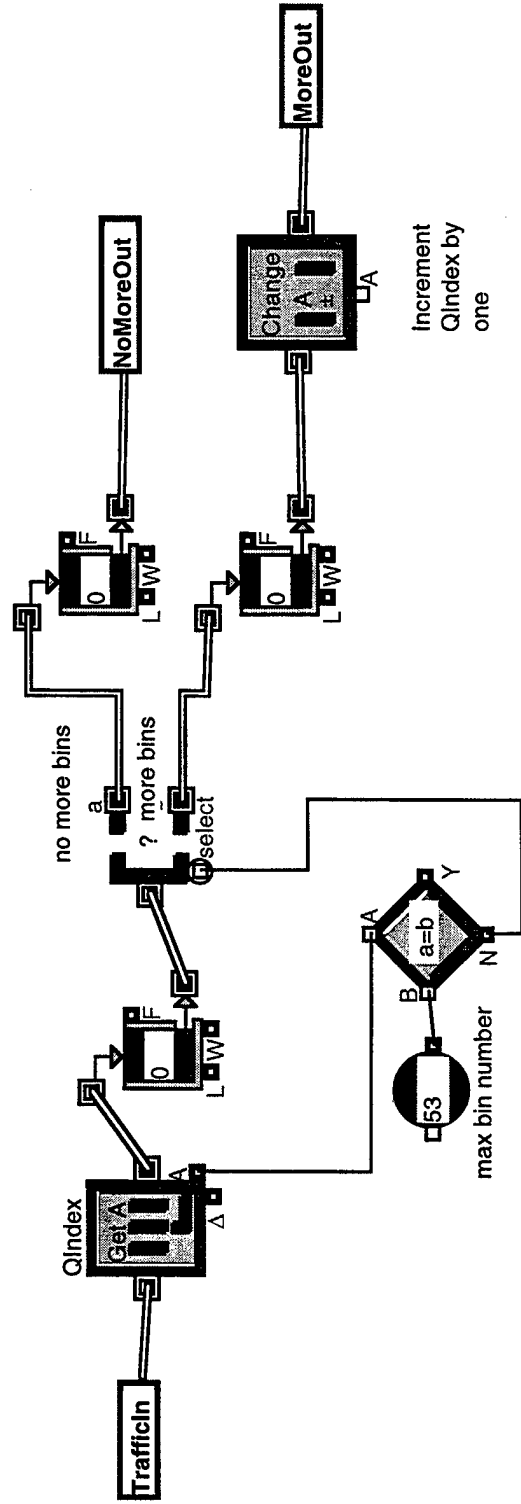 TrafficIn
QIndex
Get A
A
Δ
0
F
L W
no more bins
a
?
more bins
select
0
F
L W
NoMoreOut
0
F
L W
Change
A
±
A
MoreOut
Increment
QIndex by
one
53
max bin number
B
A
a=b
Y
N